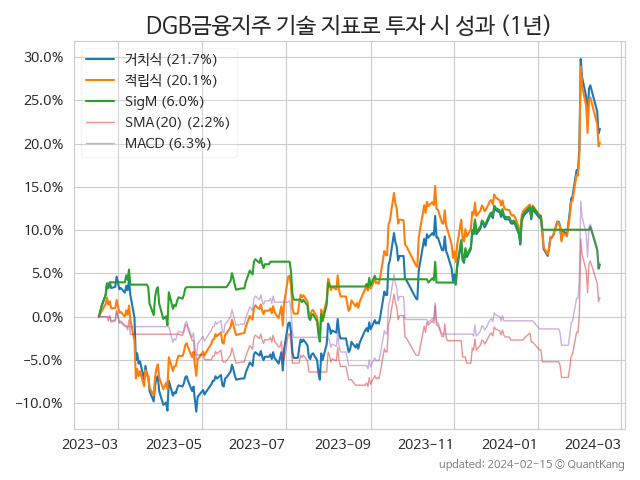 DGB금융지주 기술 지표로 투자 시 성과 (1년)
30.0%
25.0%
20.0%
15.0%
10.0%
5.0%
0.0%
−5.0%
−10.0%
거치식 (21.7%)
적립식 (20.1%)
SigM (6.0%)
SMA(20) (2.2%)
MACD (6.3%)
2023-03 2023-05 2023-07 2023-09 2023-11 2024-01 2024-03
updated: 2024-02-15 © QuantKang